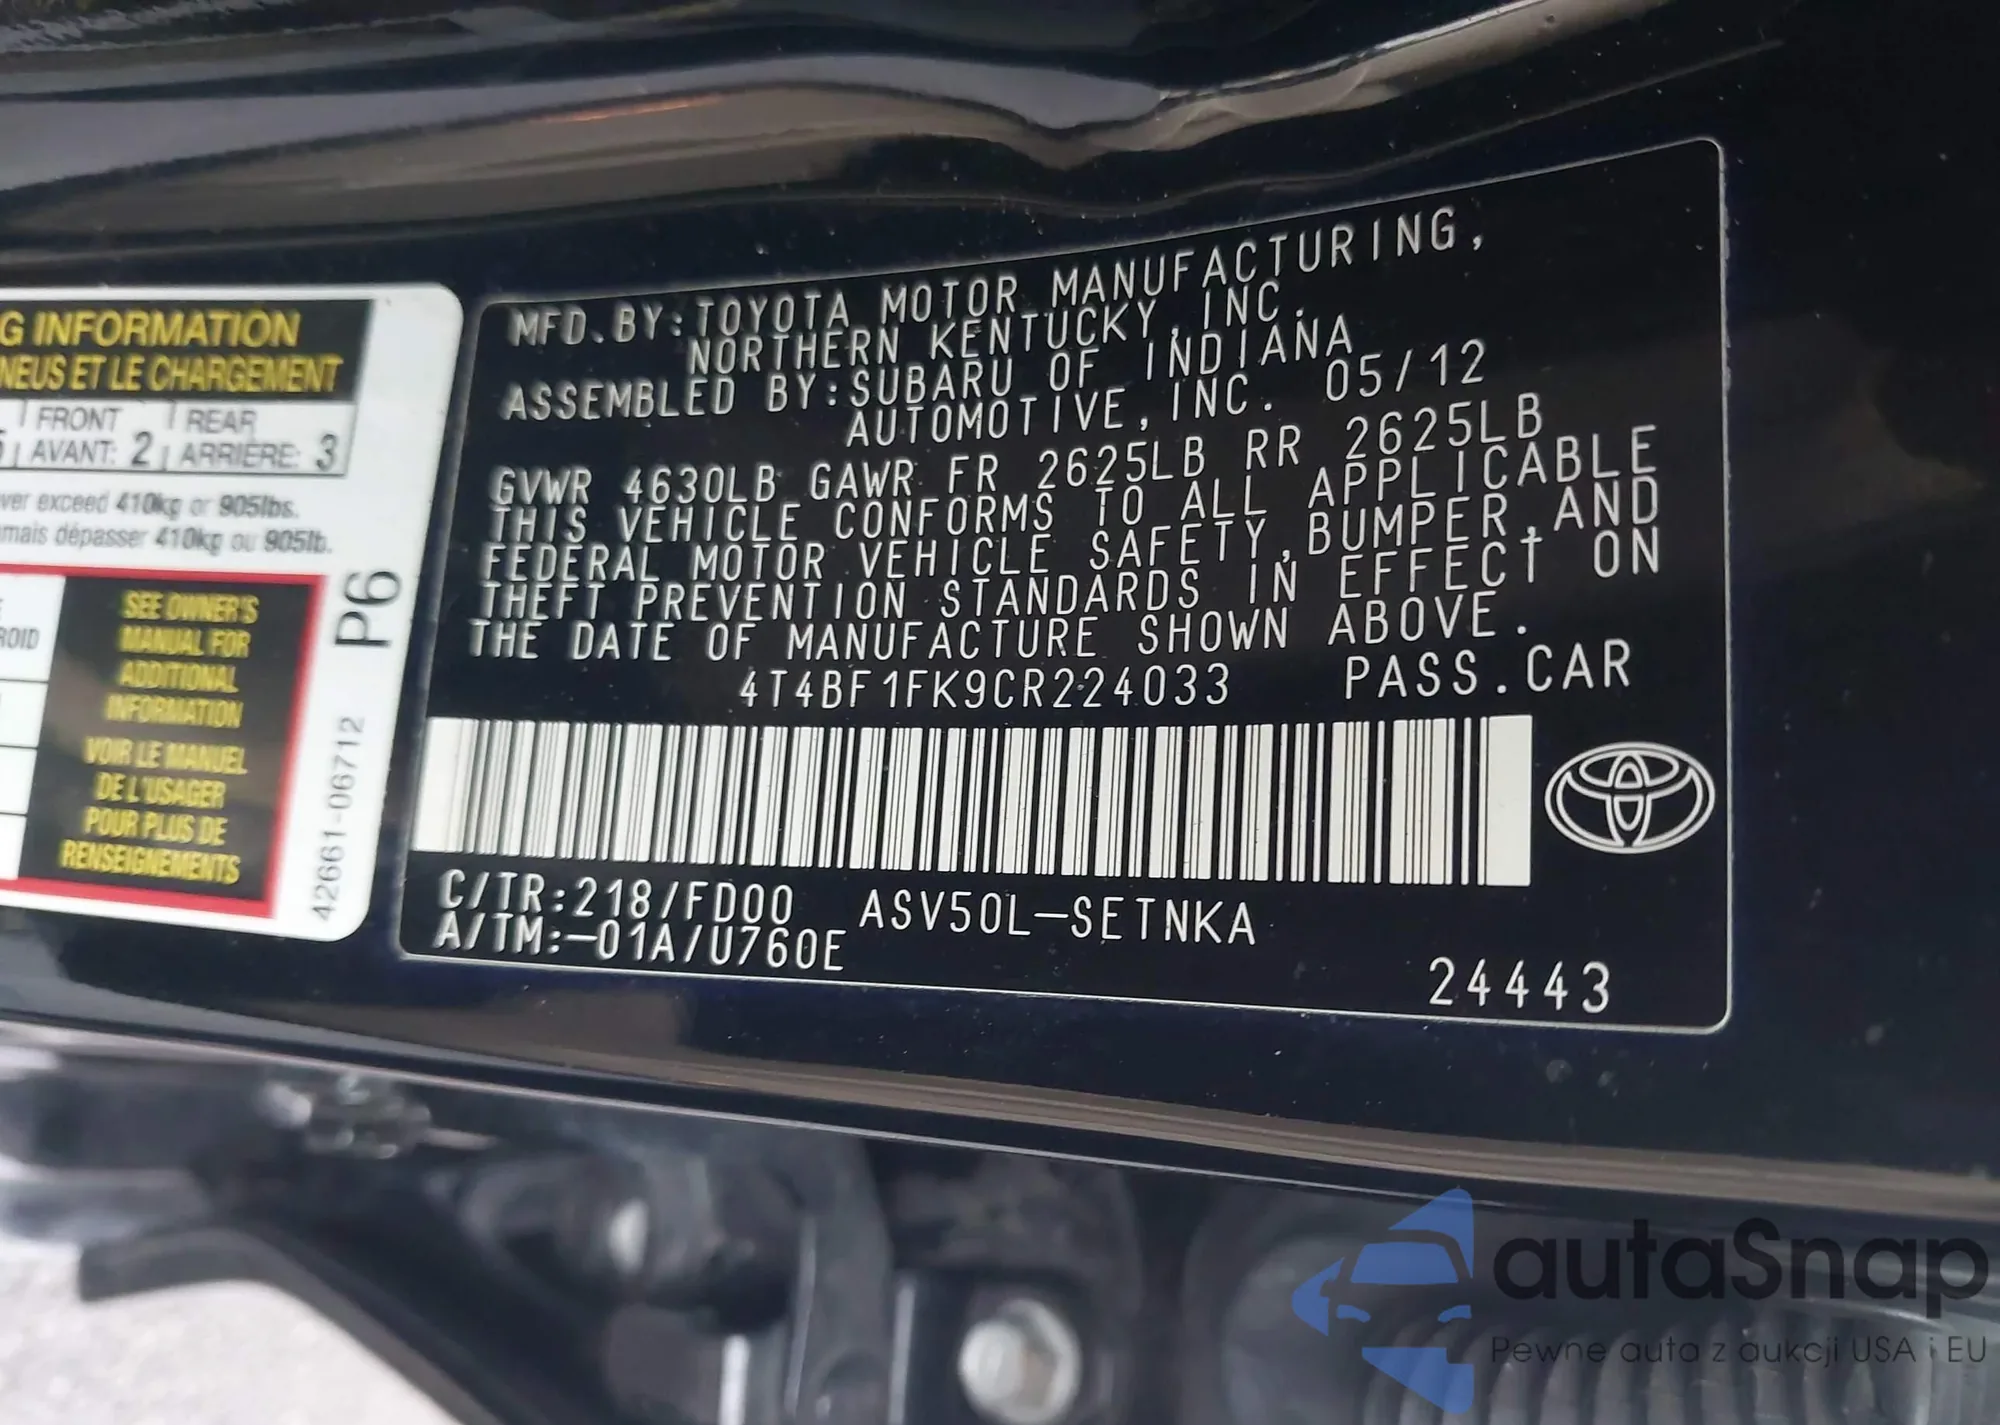 G INFORMATION
NEUS ET LE CHARGEMENT
FRONT REAR
AVANT: 2 ARRIÈRE: 3
ver exceed 410kg or 905lbs.
mais dépasser 410kg ou 905lb.
ROID
SEE OWNER'S
MANUAL FOR
ADDITIONAL
INFORMATION
VOIR LE MANUEL
DE L'USAGER
POUR PLUS DE
RENSEIGNEMENTS
P6
42661-06712
MFD. BY: TOYOTA MOTOR MANUFACTURING,
NORTHERN KENTUCKY, INC.
ASSEMBLED BY: SUBARU OF INDIANA
AUTOMOTIVE, INC. 05/12
GVWR 4630LB GAWR FR 2625LB RR 2625LB
THIS VEHICLE CONFORMS TO ALL APPLICABLE
FEDERAL MOTOR VEHICLE SAFETY, BUMPER, AND
THEFT PREVENTION STANDARDS IN EFFECT ON
THE DATE OF MANUFACTURE SHOWN ABOVE.
4T4BF1FK9CR224033 PASS. CAR
C/TR: 218/FD00 ASV50L-SETNKA
A/TM: -01A/U760E
24443
autaSnap
Pewne auta z aukcji USA i EU